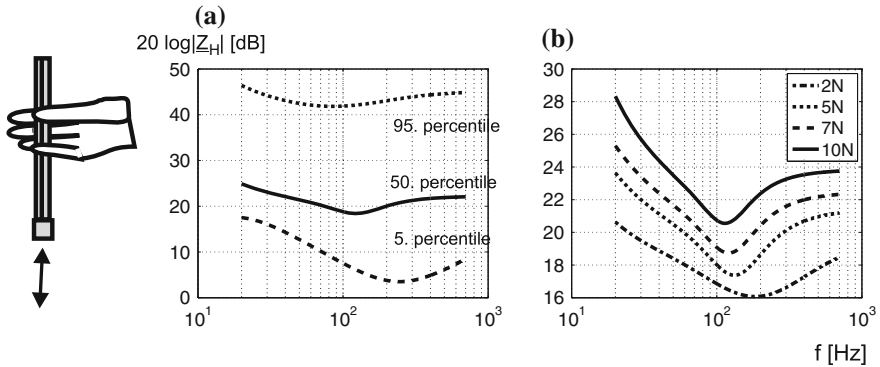 (a)
20 log|Z_H| [dB]
50
40
30
20
10
0
10^1
10^2
10^3
95. percentile
50. percentile
5. percentile
(b)
30
28
26
24
22
20
18
16
10^1
10^2
10^3
2N
5N
7N
10N
f [Hz]